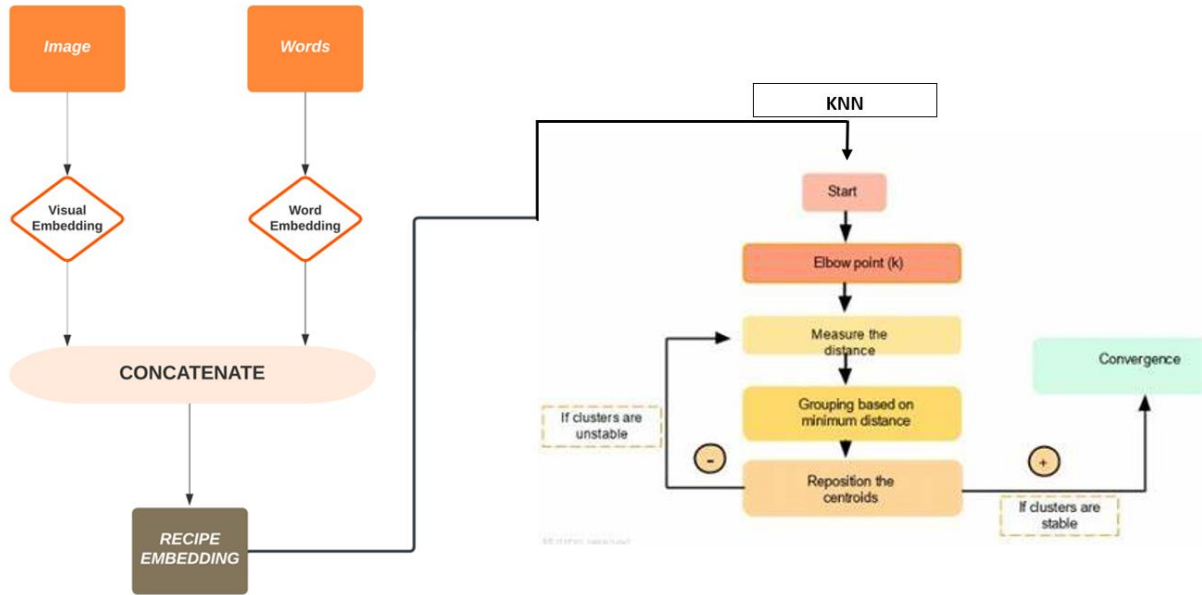 Image
Words
Visual
Embedding
Word
Embedding
CONCATENATE
RECIPE
EMBEDDING
KNN
Start
Elbow point (k)
Measure the
distance
Grouping based on
minimum distance
Reposition the
centroids
If clusters are
unstable
-
+
If clusters are
stable
Convergence